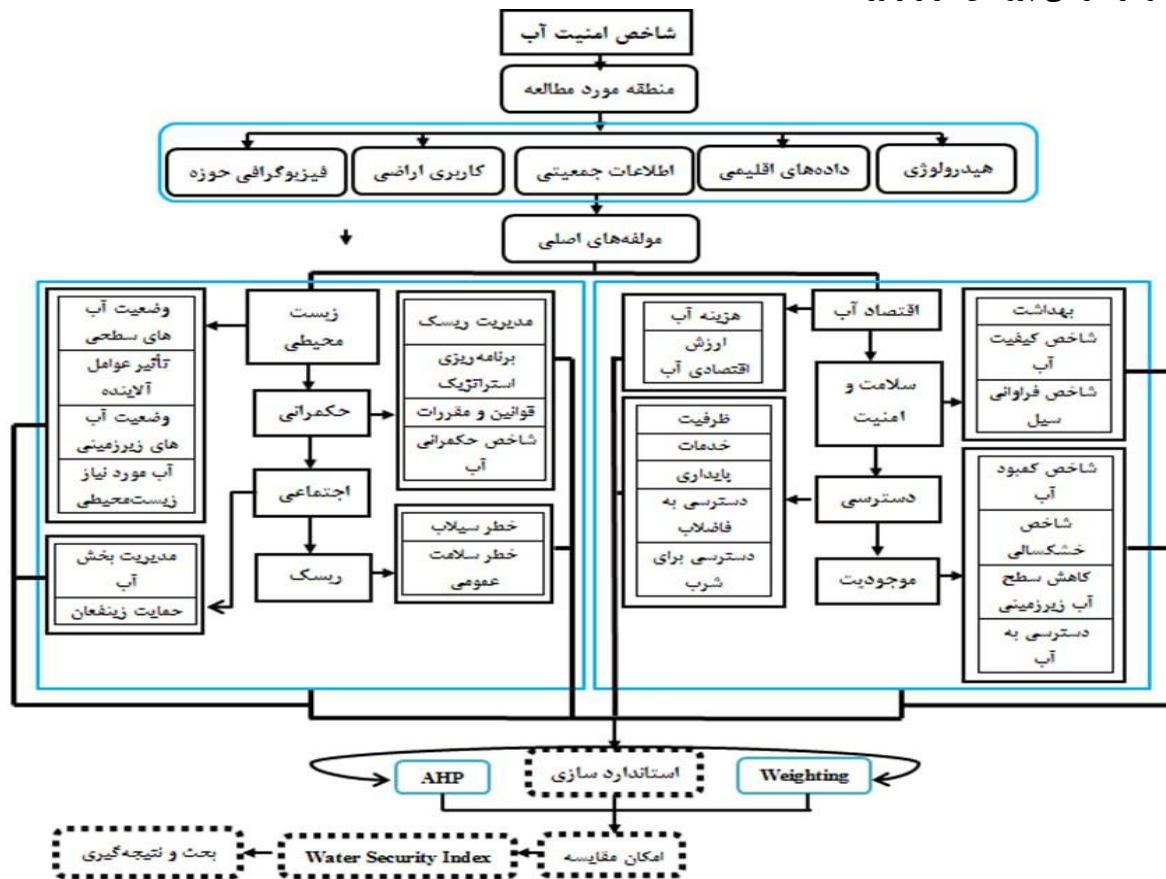 شاخص امنیت آب
منطقه مورد مطالعه
هیدرولوژی
داده‌های اقلیمی
اطلاعات جمعیتی
کاربری اراضی
فیزیوگرافی حوزه
مولفه‌های اصلی
بهداشت
شاخص کیفیت
آب
شاخص فراوانی
سیل
شاخص کمبود
آب
شاخص
خشکسالی
کاهش سطح
آب زیرزمینی
دسترسی به
آب
اقتصاد آب
سلامت و
امنیت
دسترسی
موجودیت
هزینه آب
ارزش
اقتصادی آب
ظرفیت
خدمات
پایداری
دسترسی به
فاضلاب
دسترسی برای
شرب
مدیریت ریسک
برنامه‌ریزی
استراتژیک
قوانین و مقررات
شاخص حکمرانی
آب
خطر سیلاب
خطر سلامت
عمومی
زیست
محیطی
حکمرانی
اجتماعی
ریسک
وضعیت آب
های سطحی
تأثیر عوامل
آلاینده
وضعیت آب
های زیرزمینی
آب مورد نیاز
زیست‌محیطی
مدیریت بخش
آب
حمایت زینفعان
Weighting
استاندارد سازی
AHP
امکان مقایسه
Water Security Index
بحث و نتیجه‌گیری